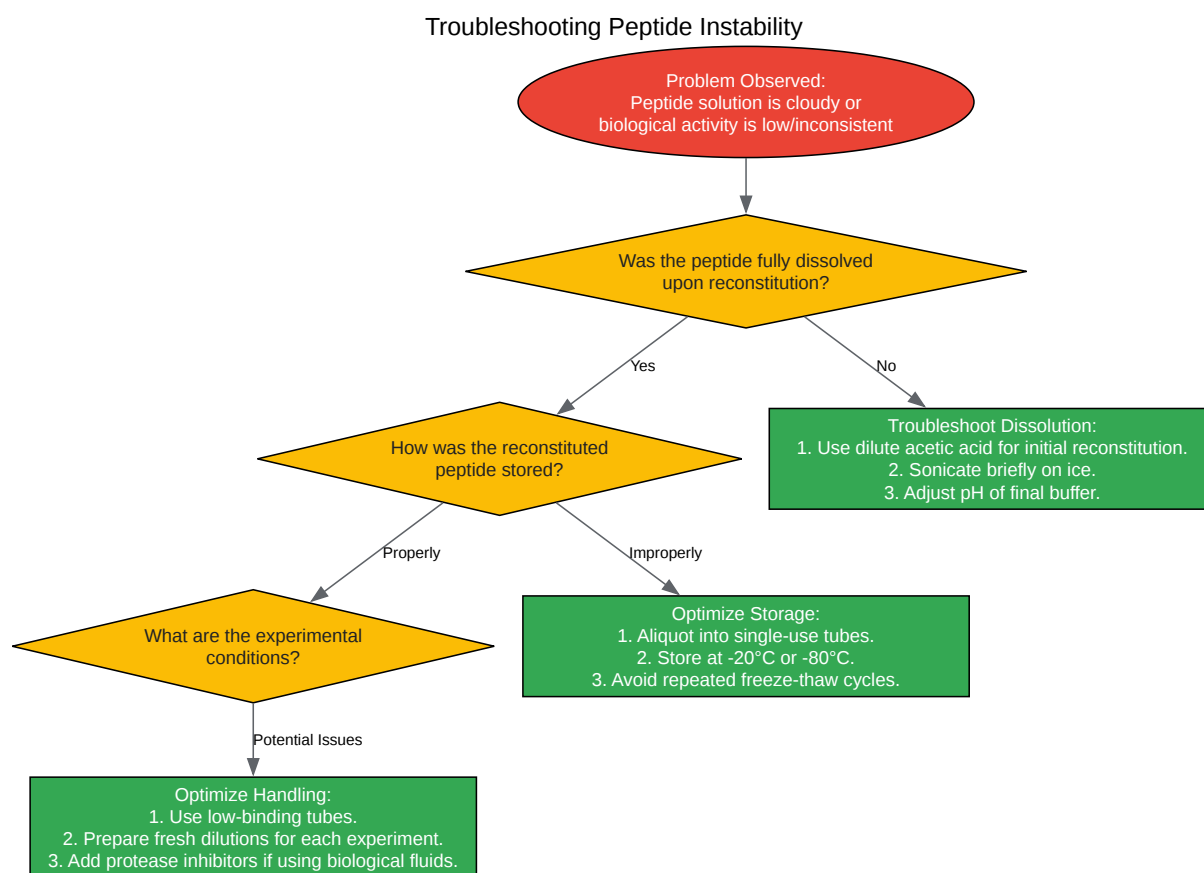 Troubleshooting Peptide Instability
Problem Observed:
Peptide solution is cloudy or
biological activity is low/inconsistent
Was the peptide fully dissolved
upon reconstitution?
Yes
No
How was the reconstituted
peptide stored?
Troubleshoot Dissolution:
1. Use dilute acetic acid for initial reconstitution.
2. Sonicate briefly on ice.
3. Adjust pH of final buffer.
Properly
Improperly
What are the experimental
conditions?
Optimize Storage:
1. Aliquot into single-use tubes.
2. Store at -20°C or -80°C.
3. Avoid repeated freeze-thaw cycles.
Potential Issues
Optimize Handling:
1. Use low-binding tubes.
2. Prepare fresh dilutions for each experiment.
3. Add protease inhibitors if using biological fluids.